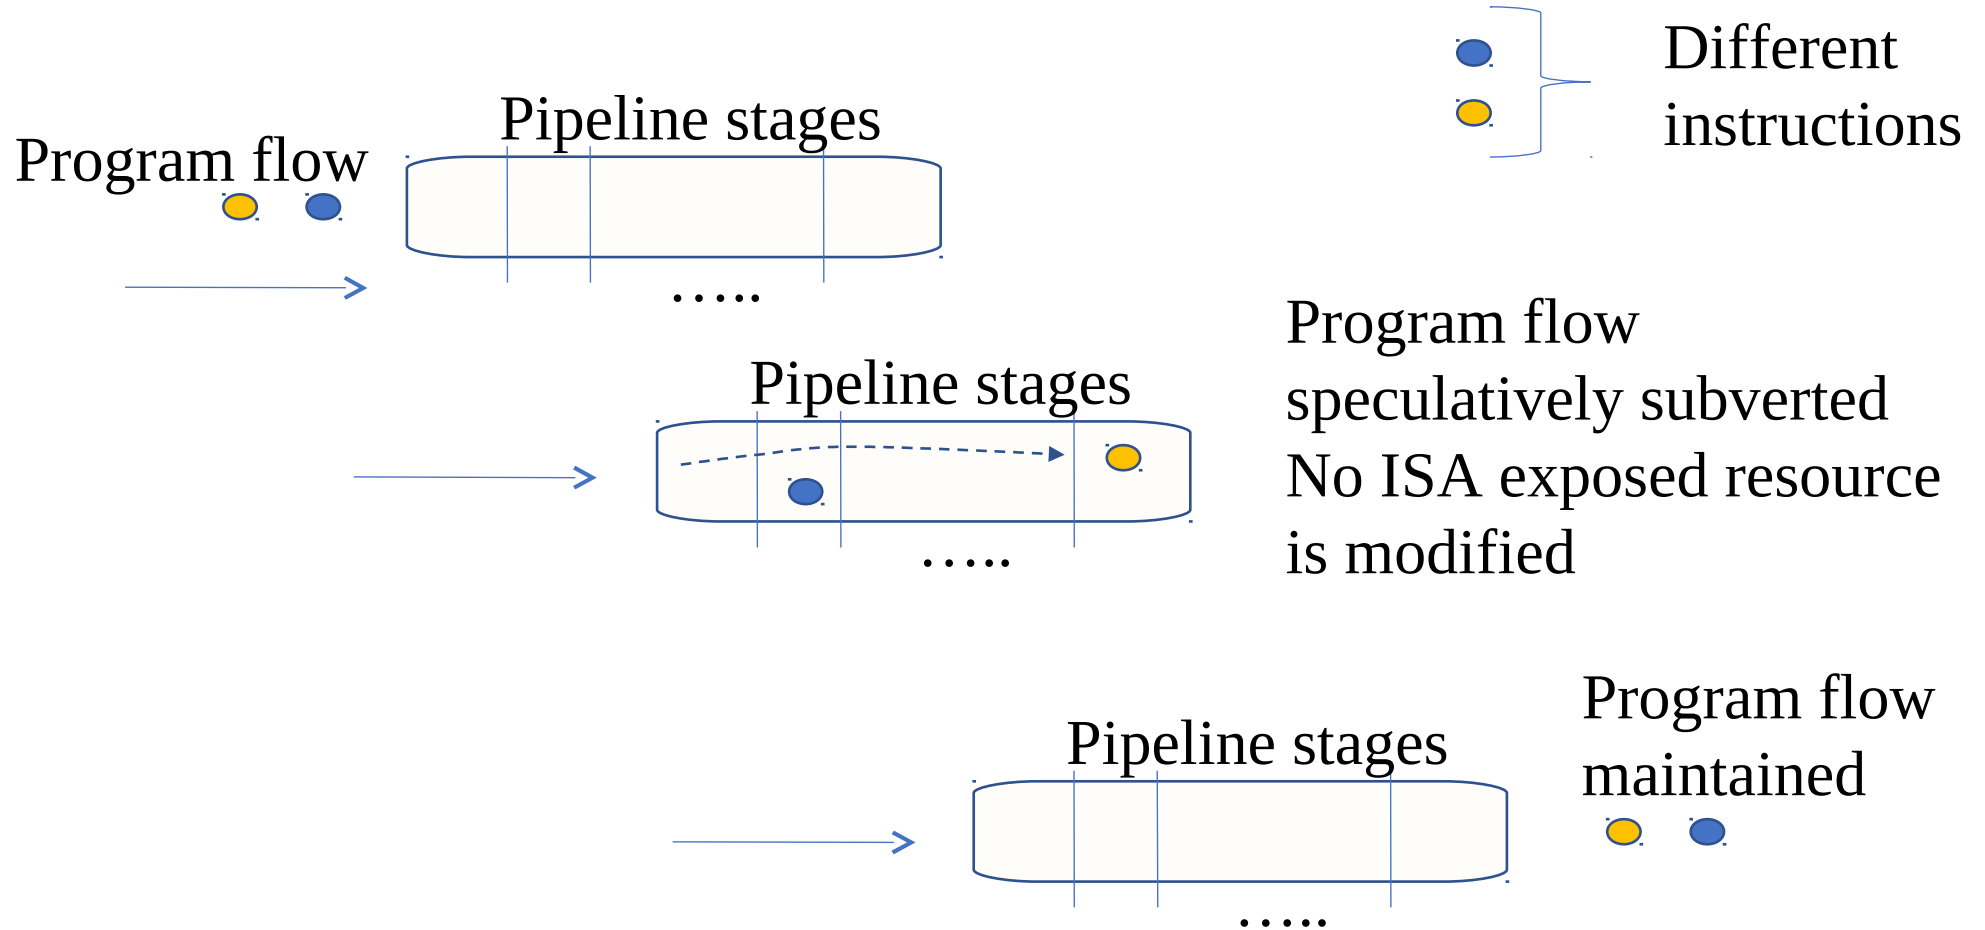 Different
instructions
Pipeline stages
Program flow
…..
Program flow
speculatively subverted
No ISA exposed resource
is modified
Pipeline stages
…..
Program flow
maintained
Pipeline stages
…..